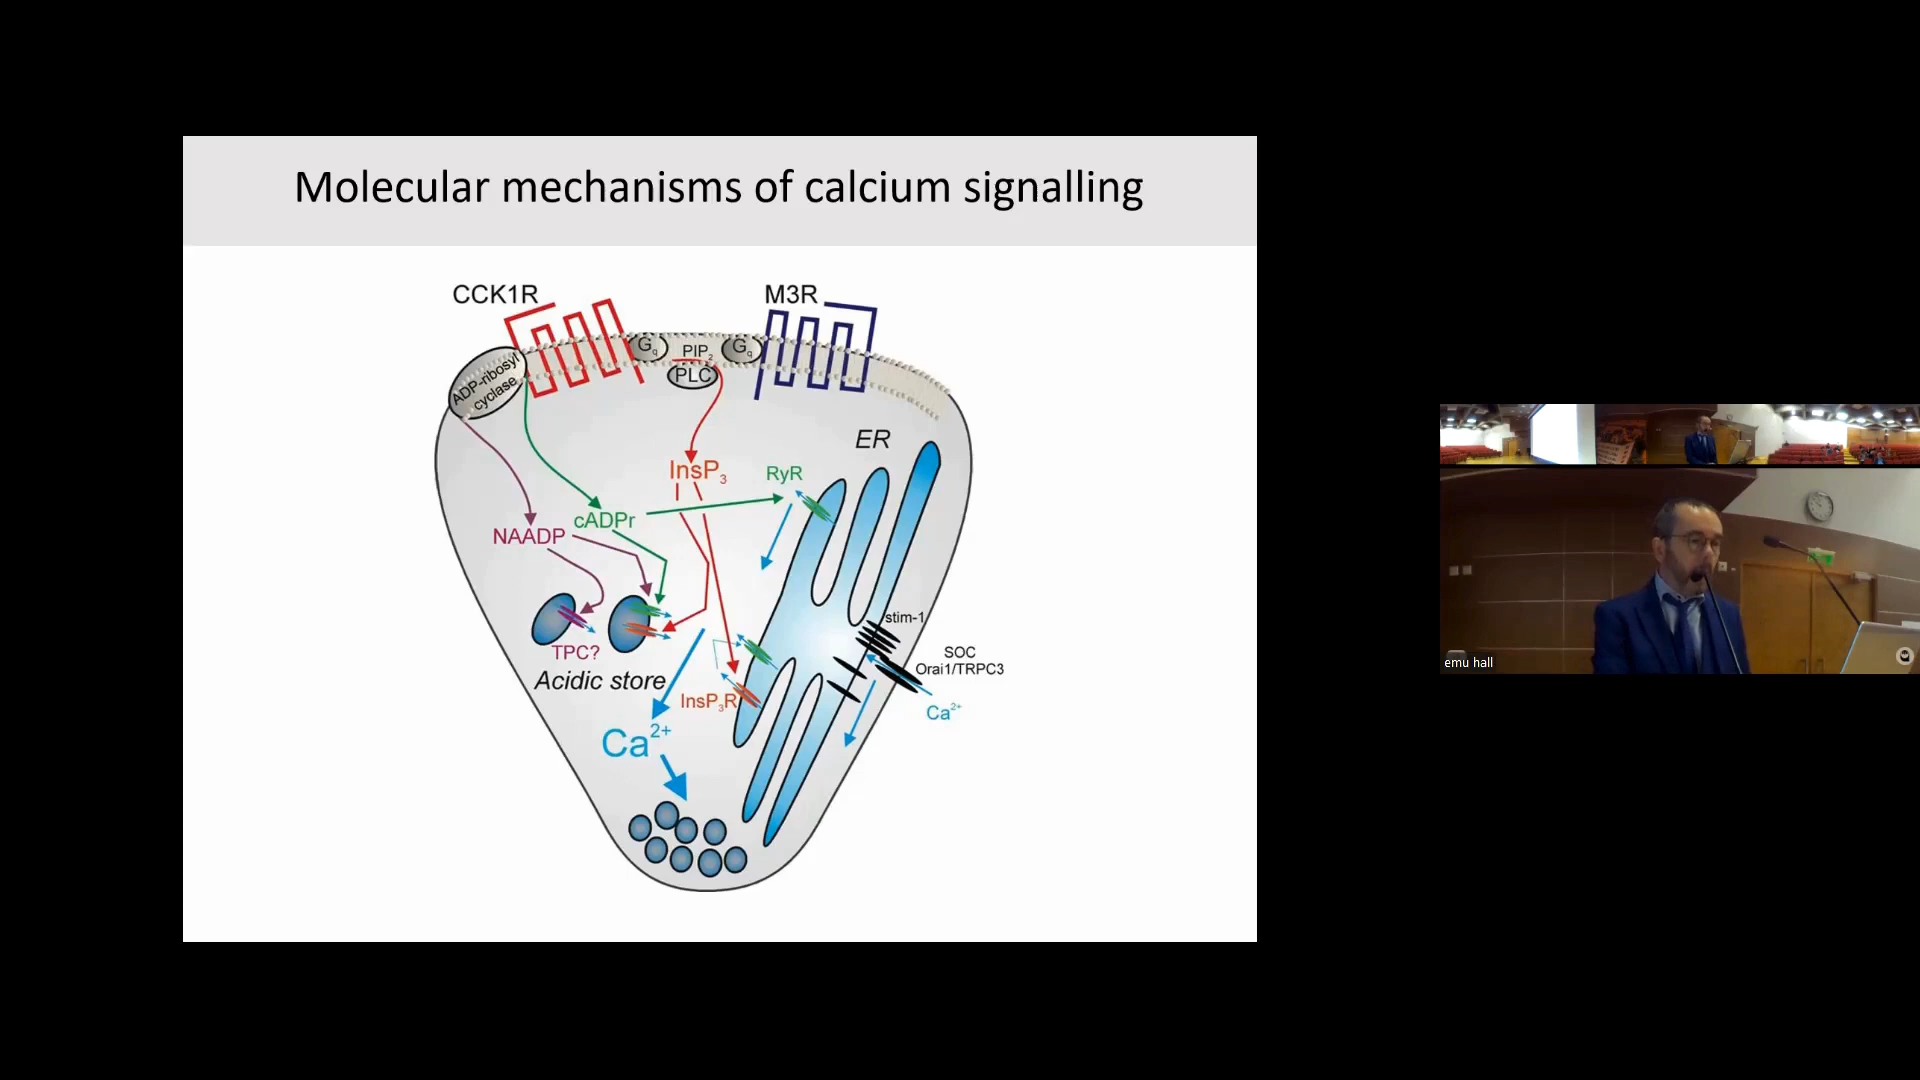 Molecular mechanisms of calcium signalling
CCK1R
M3R
Gq
PIP2
Gq
PLC
ADP-ribosyl
cyclase
ER
InsP3
RyR
cADPr
NAADP
stim-1
TPC?
SOC
Orai1/TRPC3
Acidic store
InsP3R
Ca2+
Ca2+
emu hall